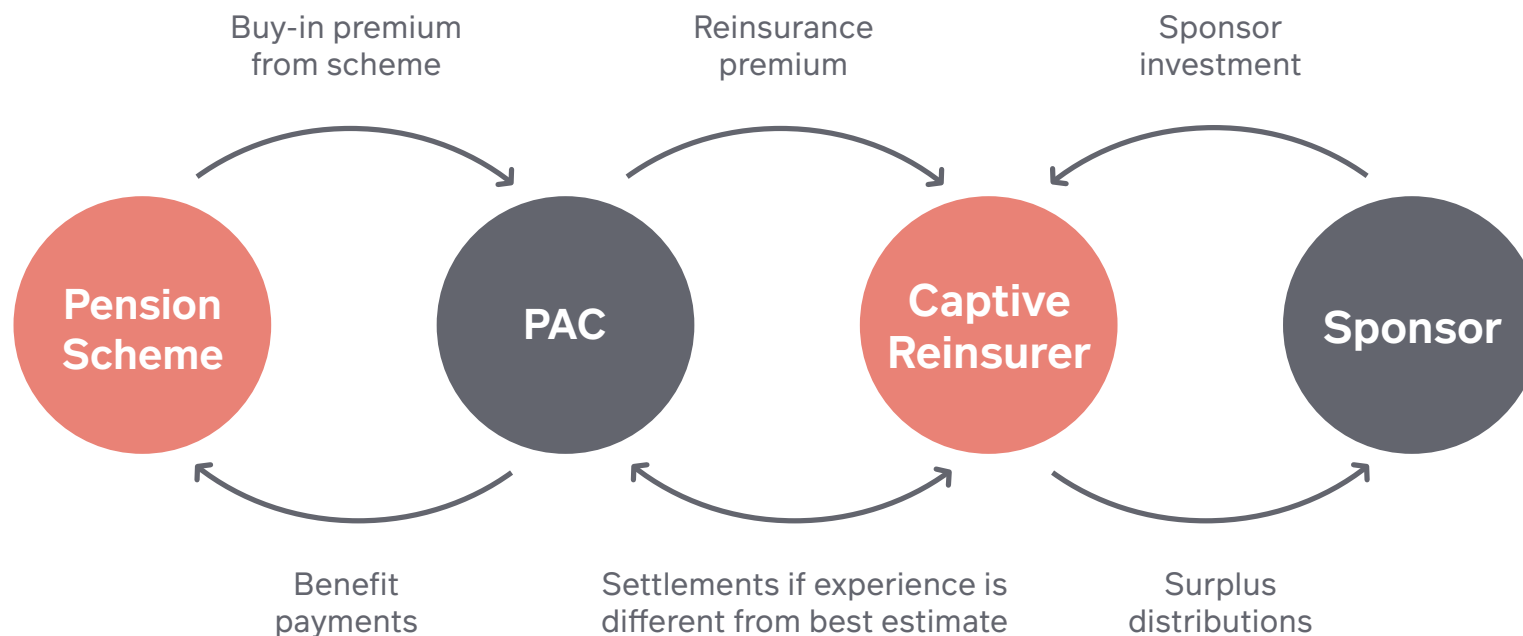 Buy-in premium
from scheme
Reinsurance
premium
Sponsor
investment
Pension
Scheme
PAC
Captive
Reinsurer
Sponsor
Benefit
payments
Settlements if experience is
different from best estimate
Surplus
distributions